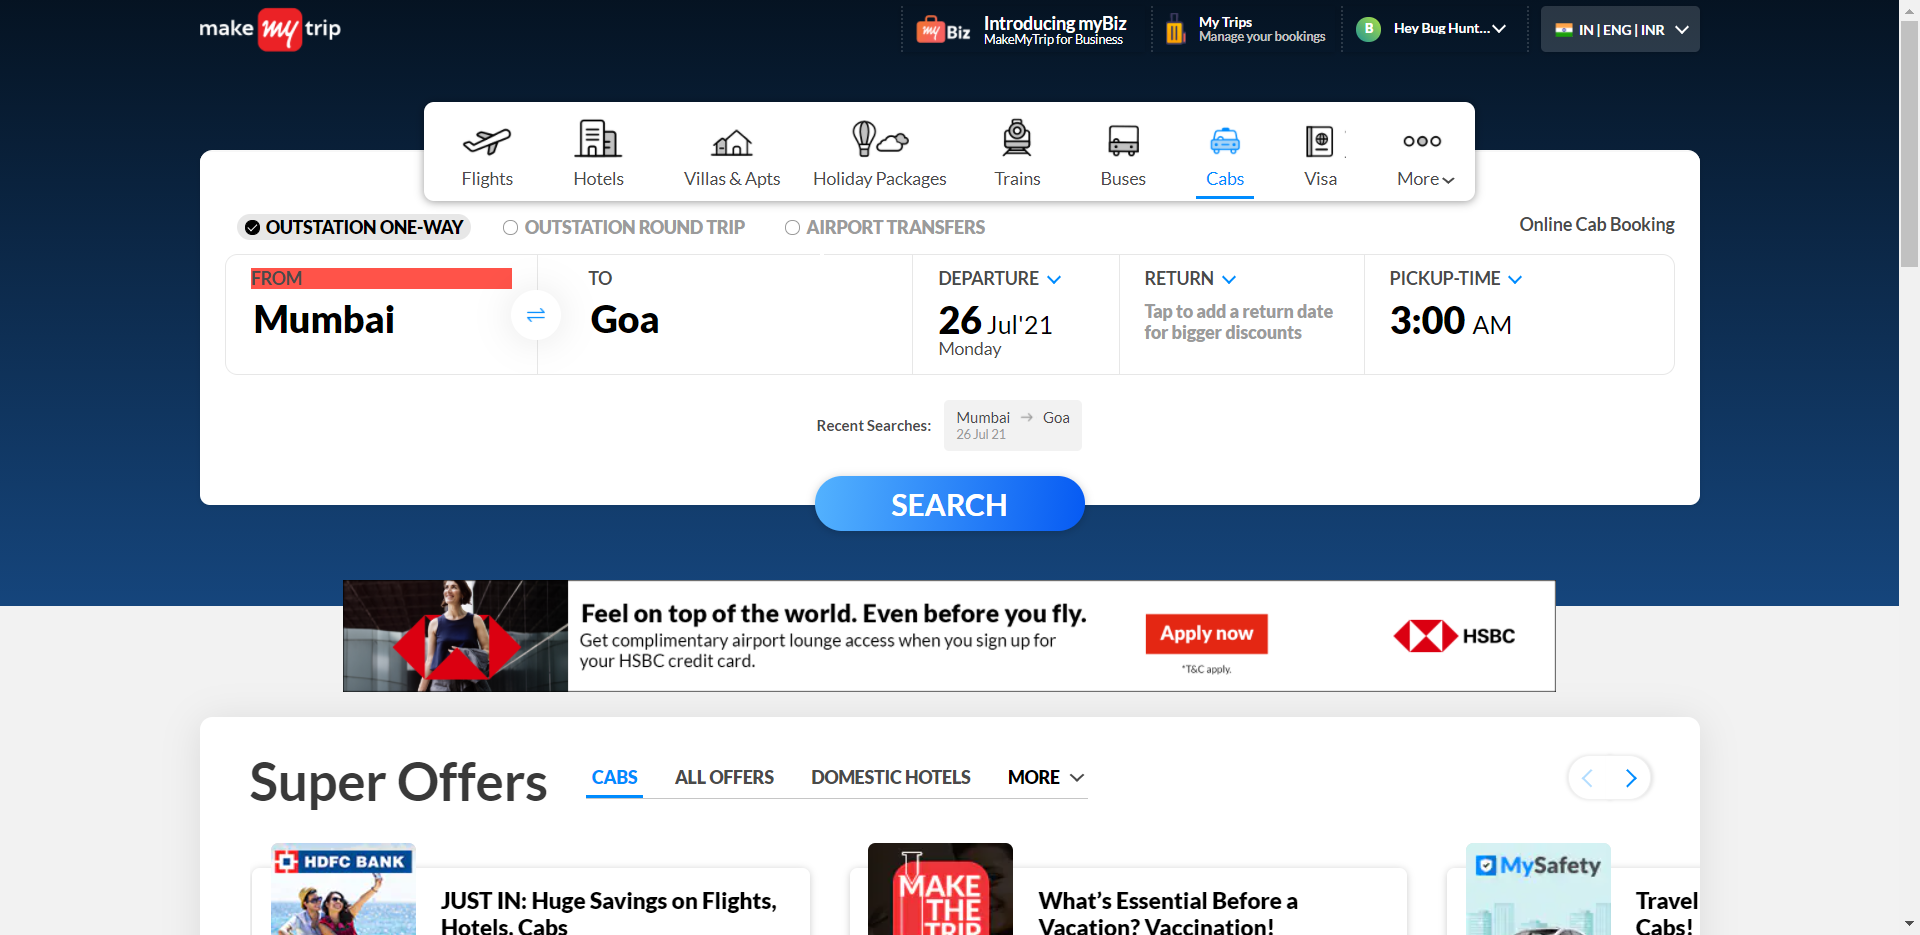 make my trip
my Biz
Introducing myBiz
MakeMyTrip for Business
My Trips
Manage your bookings
B
Hey Bug Hunt...
IN | ENG | INR
Flights
Hotels
Villas & Apts
Holiday Packages
Trains
Buses
Cabs
Visa
More
OUTSTATION ONE-WAY
OUTSTATION ROUND TRIP
AIRPORT TRANSFERS
Online Cab Booking
FROM
Mumbai
TO
Goa
DEPARTURE
26 Jul'21
Monday
RETURN
Tap to add a return date
for bigger discounts
PICKUP-TIME
3:00 AM
Recent Searches:
Mumbai → Goa
26 Jul 21
SEARCH
Feel on top of the world. Even before you fly.
Get complimentary airport lounge access when you sign up for
your HSBC credit card.
Apply now
*T&C apply.
HSBC
Super Offers
CABS
ALL OFFERS
DOMESTIC HOTELS
MORE
HDFC BANK
JUST IN: Huge Savings on Flights,
Hotels, Cabs
MAKE
THE
TRIP
What’s Essential Before a
Vacation? Vaccination!
MySafety
Travel
Cabs!